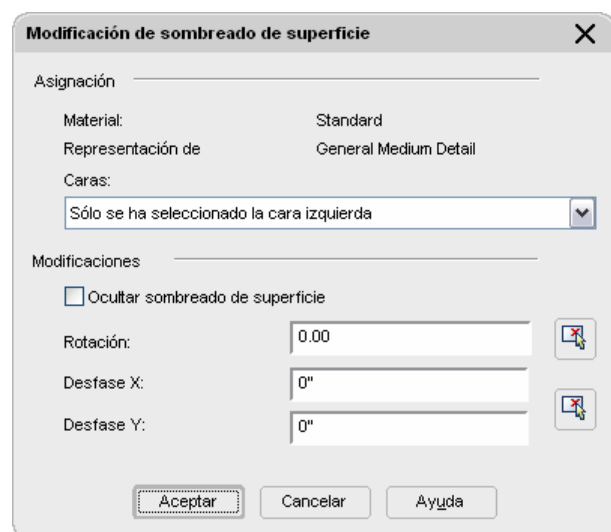 Modificación de sombreado de superficie
Asignación
Material: Standard
Representación de General Medium Detail
Caras:
Sólo se ha seleccionado la cara izquierda
Modificaciones
Ocultar sombreado de superficie
Rotación: 0.00
Desfase X: 0"
Desfase Y: 0"
Aceptar Cancelar Ayuda